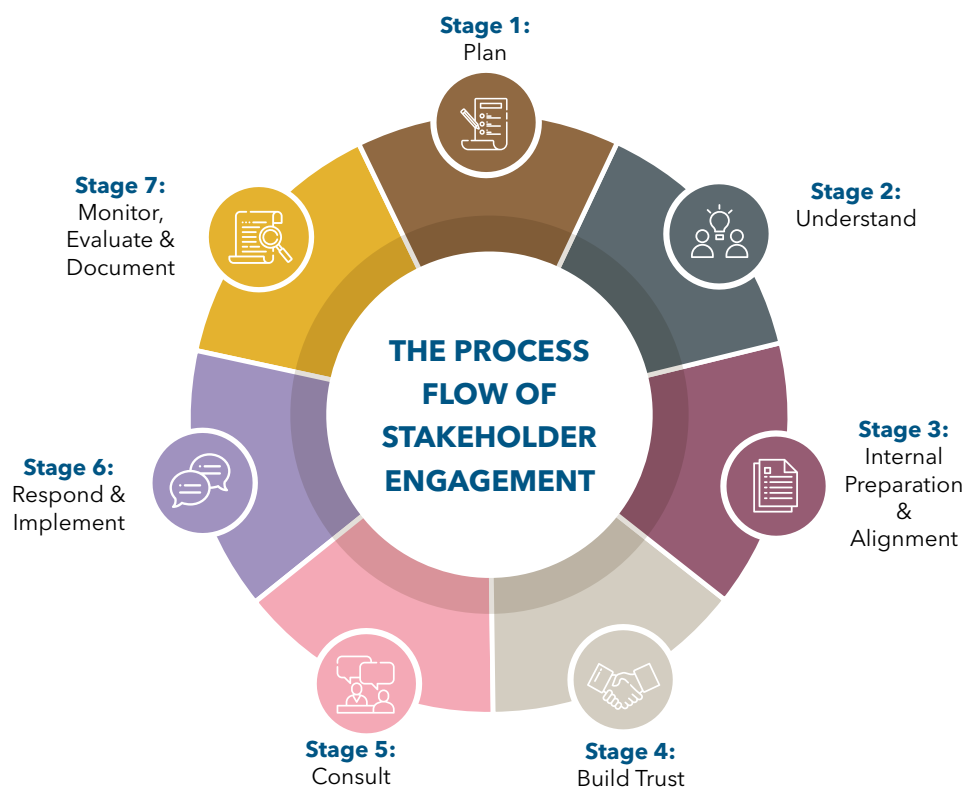 Stage 1:
Plan
Stage 2:
Understand
Stage 3:
Internal
Preparation
&
Alignment
Stage 4:
Build Trust
Stage 5:
Consult
Stage 6:
Respond &
Implement
Stage 7:
Monitor,
Evaluate &
Document
THE PROCESS
FLOW OF
STAKEHOLDER
ENGAGEMENT